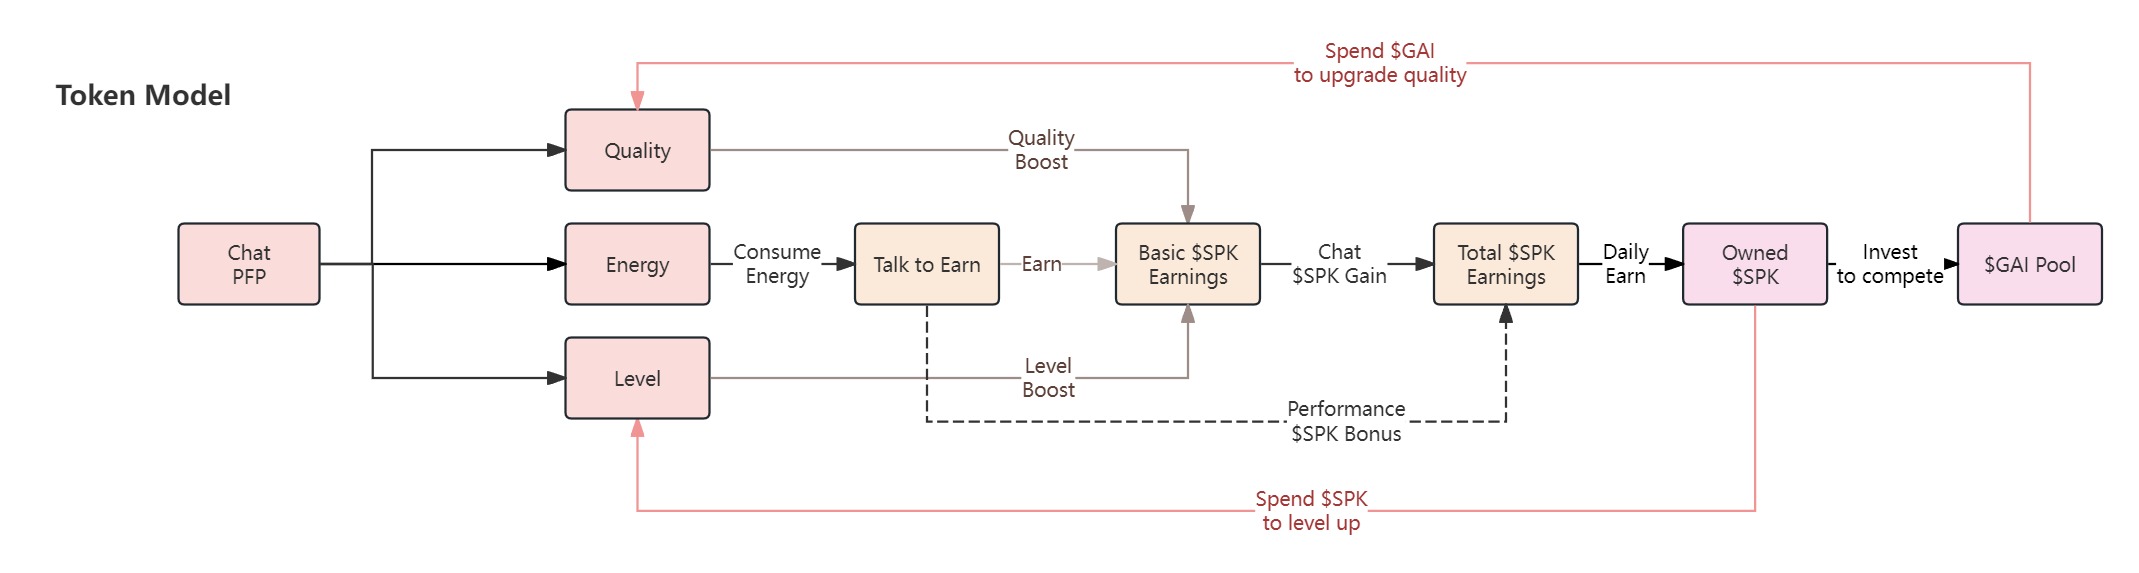 Spend $GAI
to upgrade quality
Token Model
Quality
Quality
Boost
Chat
PFP
Energy
Consume
Energy
Talk to Earn
Earn
Basic $SPK
Earnings
Chat
$SPK Gain
Total $SPK
Earnings
Daily
Earn
Owned
$SPK
Invest
to compete
$GAI Pool
Level
Level
Boost
Performance
$SPK Bonus
Spend $SPK
to level up